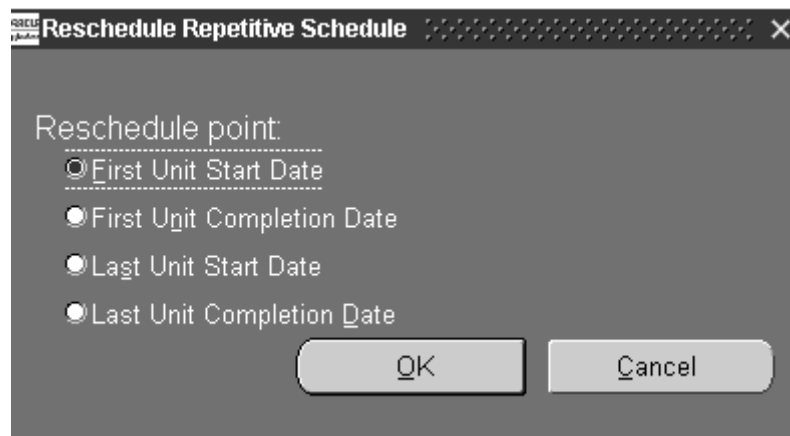 Reschedule Repetitive Schedule
Reschedule point:
First Unit Start Date
First Unit Completion Date
Last Unit Start Date
Last Unit Completion Date
OK
Cancel